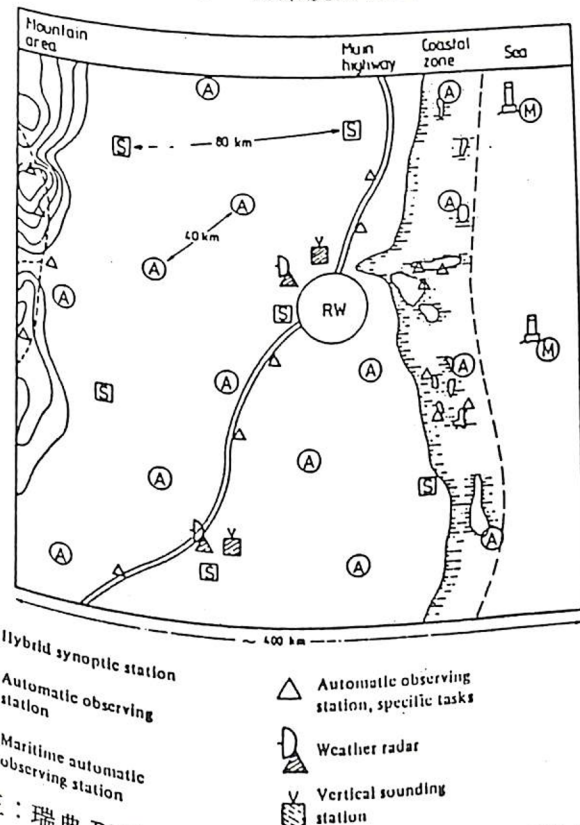 Mountain
area
Main
highway
Coastal
zone
Sea
A
A
M
S
80 km
S
A
A
40 km
A
A
S
RW
M
A
A
A
S
A
A
S
A
A
A
A
S
~ 400 km
Hybrid synoptic station
Automatic observing
station
Maritime automatic
observing station
Automatic observing
station, specific tasks
Weather radar
Vertical sounding
station
：瑞典